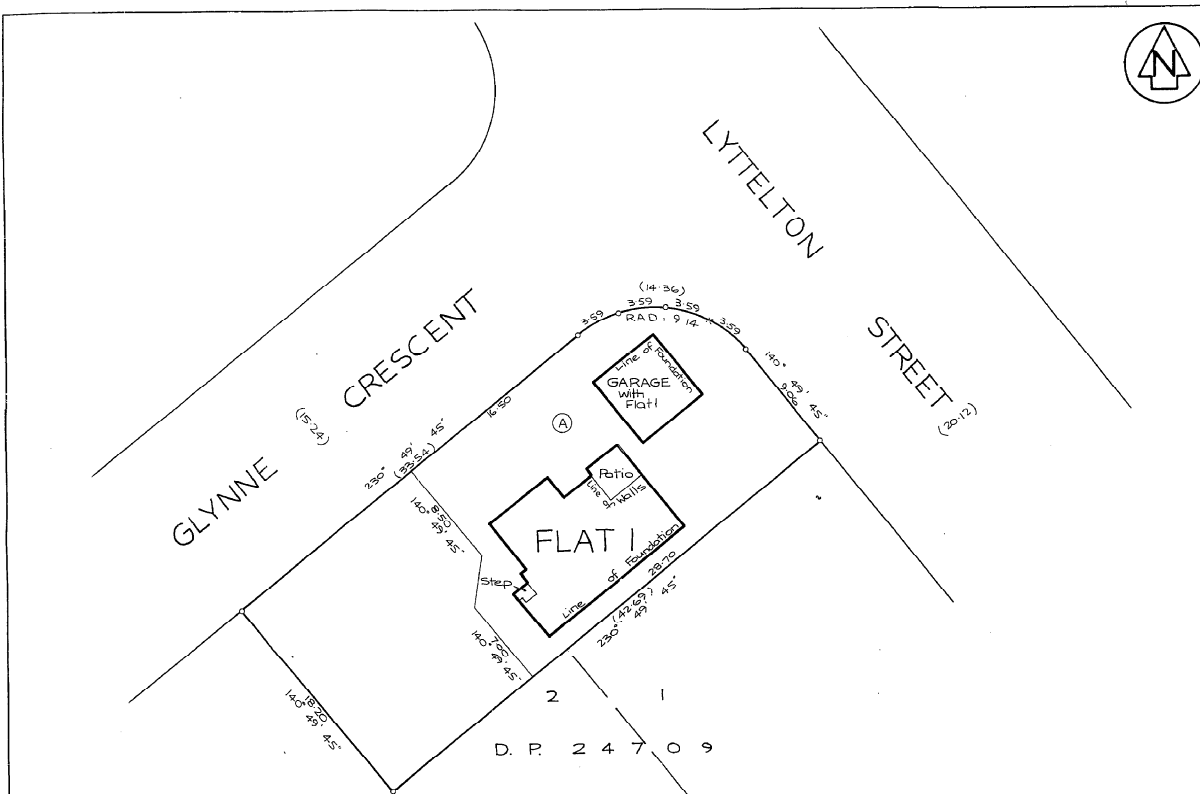 N
LYTTELTON
STREET
(20·12)
GLYNNE CRESCENT
(15·24)
(14·36)
3·59
3·59
3·59
3·59
RAD. 9·14
140° 49' 45"
9·06
Line of Foundation
GARAGE
with
Flat 1
A
16·50
230° 49' 45"
(33·54)
8·50
140° 49' 45"
Patio
Line of Walls
FLAT 1
Step
Line of Foundation
28·70
(42·69)
230° 49' 45"
7·00
140° 49' 45"
18·20
140° 49' 45"
2 1
D. P. 24709